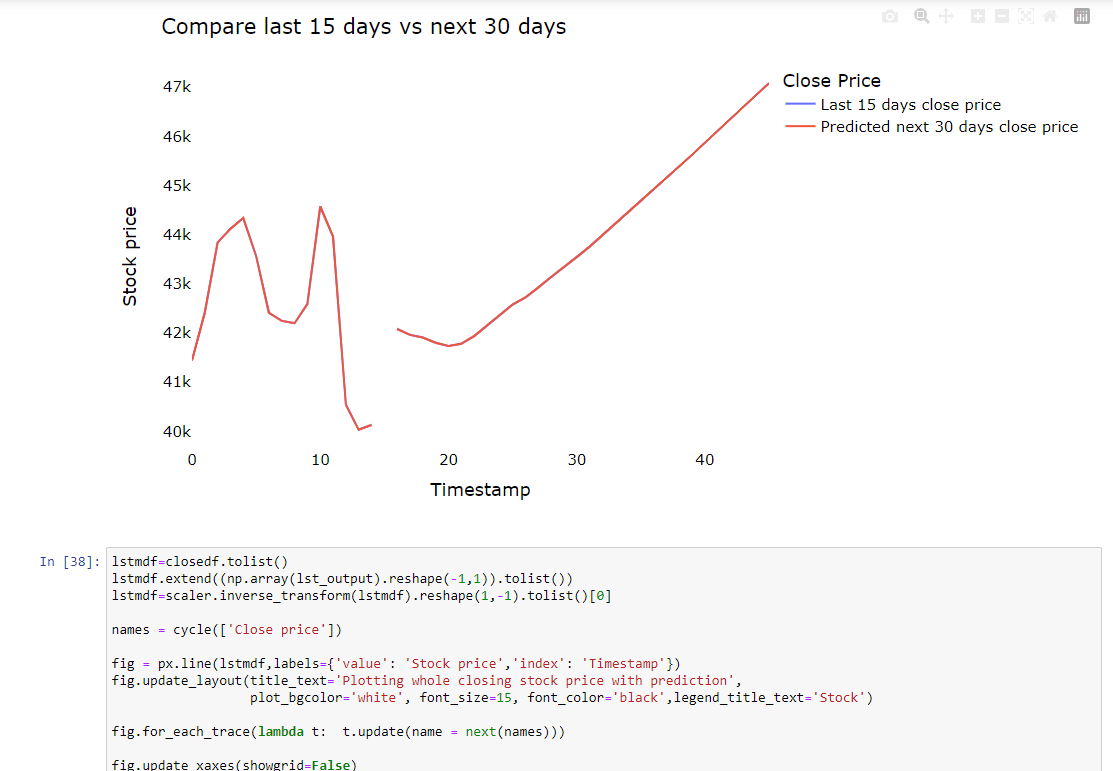 Compare last 15 days vs next 30 days
47k
46k
45k
44k
43k
42k
41k
40k
Stock price
0 10 20 30 40
Timestamp
Close Price
Last 15 days close price
Predicted next 30 days close price
In [38]:
lstmdf=closedf.tolist()
lstmdf.extend((np.array(lst_output).reshape(-1,1)).tolist())
lstmdf=scaler.inverse_transform(lstmdf).reshape(1,-1).tolist()[0]
names = cycle(['Close price'])
fig = px.line(lstmdf,labels={'value': 'Stock price','index': 'Timestamp'})
fig.update_layout(title_text='Plotting whole closing stock price with prediction',
plot_bgcolor='white', font_size=15, font_color='black',legend_title_text='Stock')
fig.for_each_trace(lambda t:  t.update(name = next(names)))
fig.update_xaxes(showgrid=False)